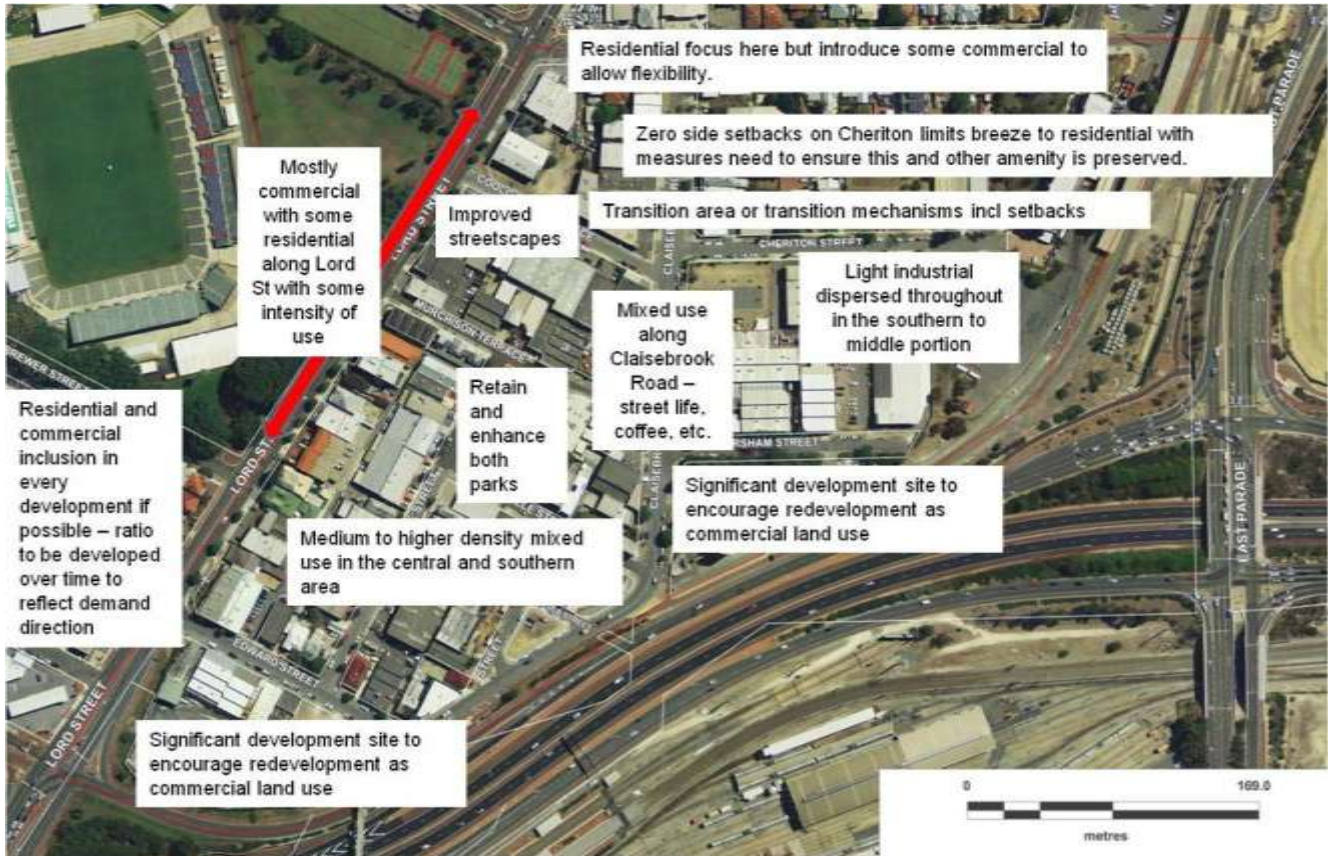 Residential focus here but introduce some commercial to
allow flexibility.
Zero side setbacks on Cheriton limits breeze to residential with
measures need to ensure this and other amenity is preserved.
Mostly
commercial
with some
residential
along Lord
St with some
intensity of
use
Improved
streetscapes
Transition area or transition mechanisms incl setbacks
LORD STREET
CHERITON STREET
Light industrial
dispersed throughout
in the southern to
middle portion
Mixed use
along
Claisebrook
Road –
street life,
coffee, etc.
MURCHISON TERRACE
Residential and
commercial
inclusion in
every
development if
possible – ratio
to be developed
over time to
reflect demand
direction
Retain
and
enhance
both
parks
LORD ST
RSHAM STREET
Significant development site to
encourage redevelopment as
commercial land use
Medium to higher density mixed
use in the central and southern
area
EAST PARADE
EDWARD STREET
STREET
LORD STREET
Significant development site to
encourage redevelopment as
commercial land use
0 169.0
metres